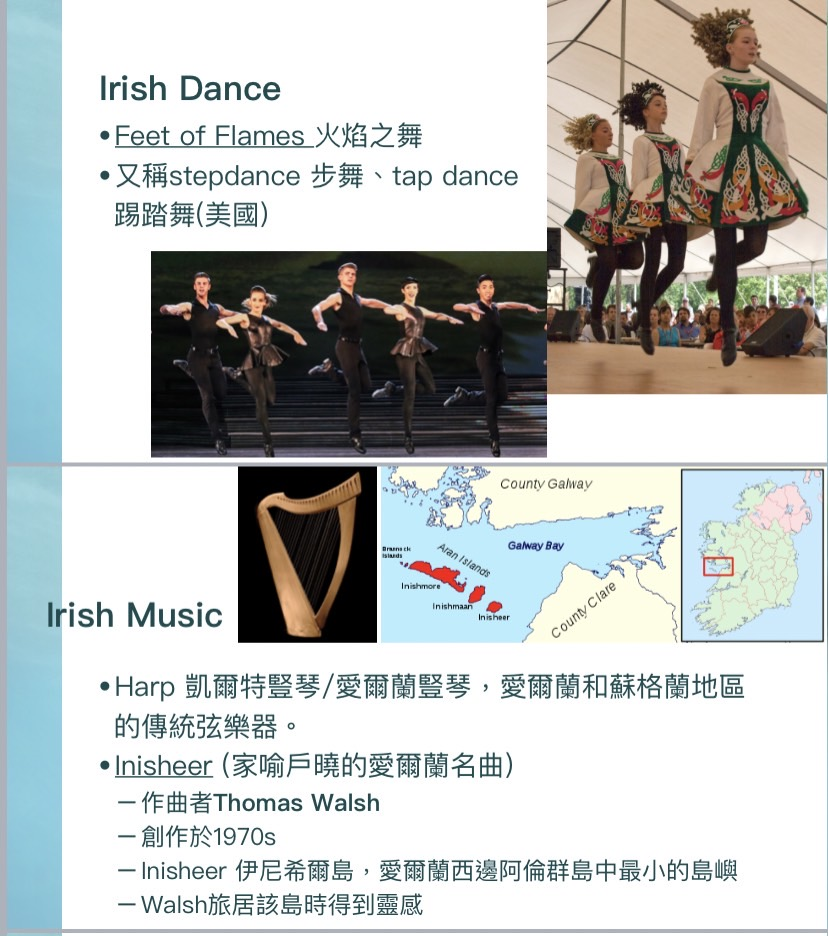 Irish Dance
•Feet of Flames 火焰之舞
•又稱stepdance 步舞、tap dance
踢踏舞(美國)
County Galway
Galway Bay
Brannock
Islands
Aran Islands
Inishmore
Inishmaan
Inisheer
County Clare
Irish Music
•Harp 凱爾特豎琴/愛爾蘭豎琴，愛爾蘭和蘇格蘭地區
的傳統弦樂器。
•Inisheer (家喻戶曉的愛爾蘭名曲)
–作曲者Thomas Walsh
–創作於1970s
–Inisheer 伊尼希爾島，愛爾蘭西邊阿倫群島中最小的島嶼
–Walsh旅居該島時得到靈感